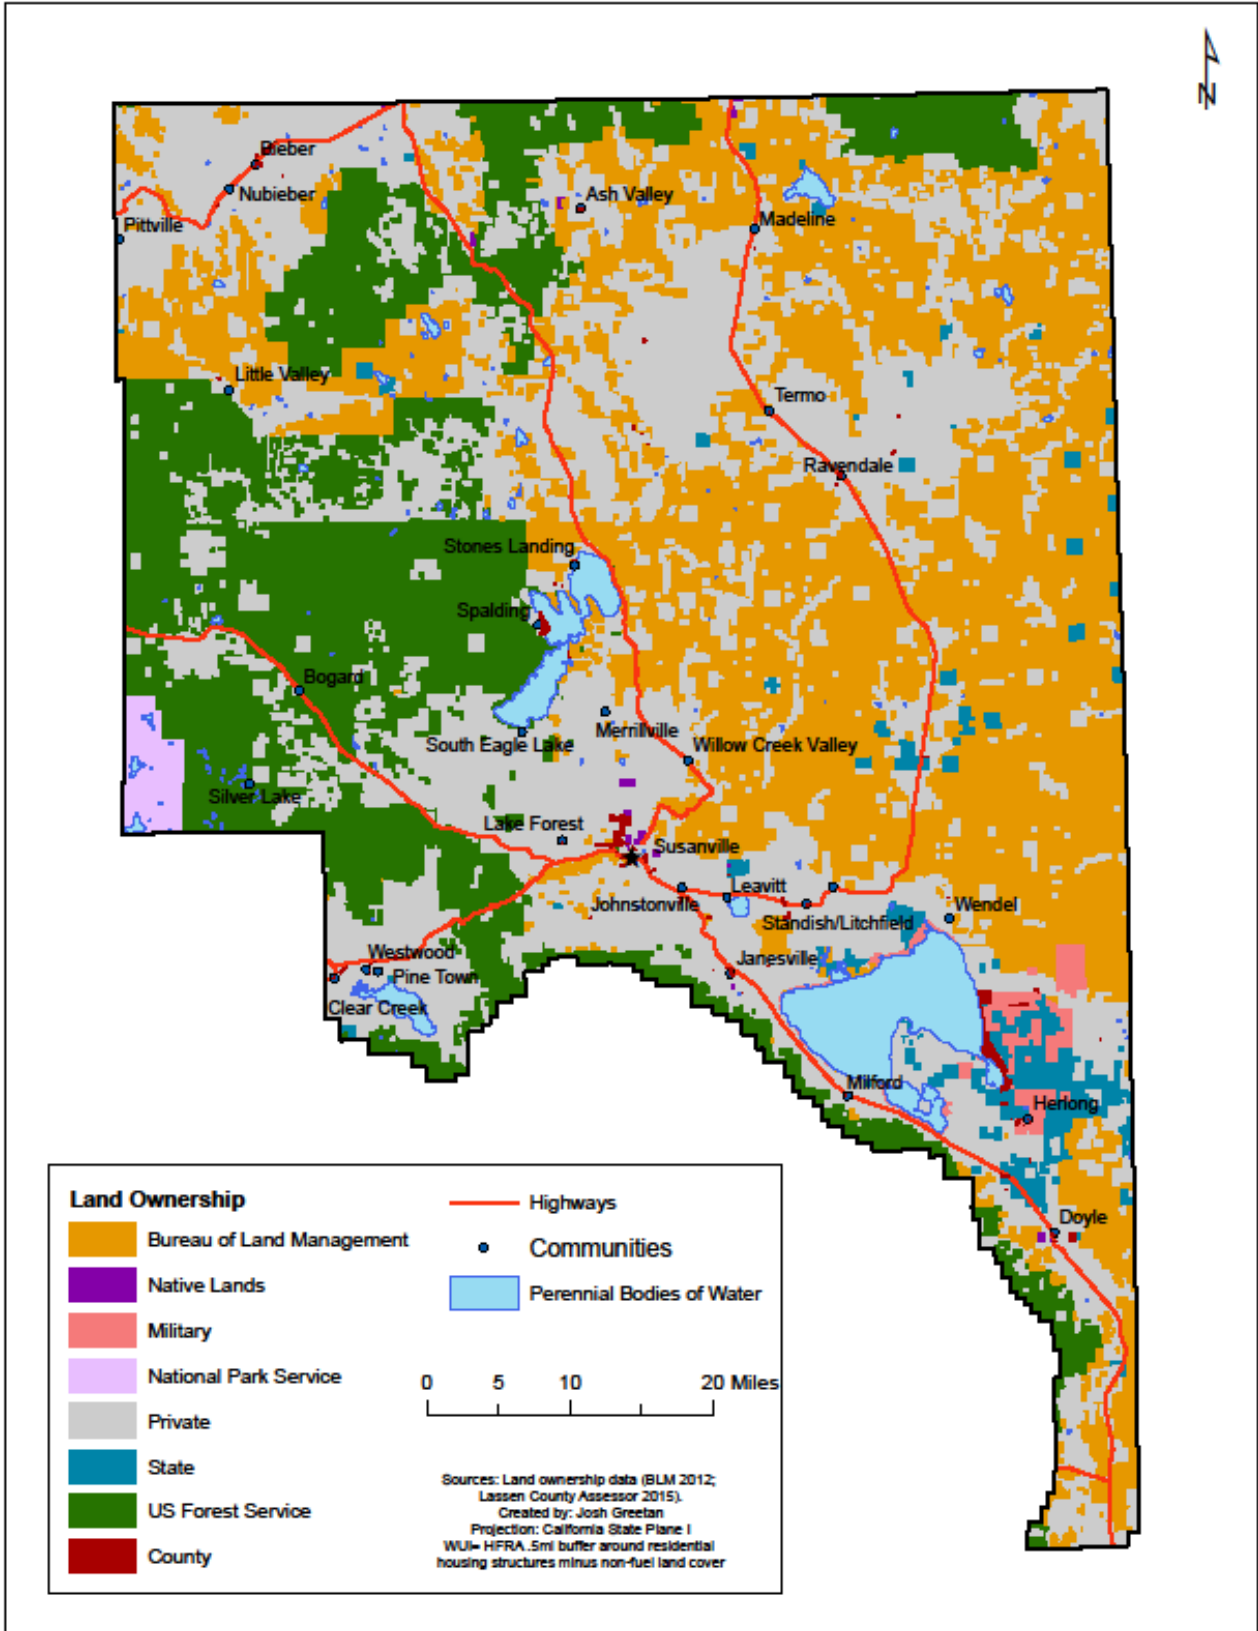 N
Bieber
Nubieber
Ash Valley
Pittville
Madeline
Little Valley
Termo
Ravendale
Stones Landing
Spalding
Bogard
Merrillville
South Eagle Lake
Willow Creek Valley
Silver Lake
Lake Forest
Susanville
Leavitt
Johnstonville
Wendel
Standish/Litchfield
Westwood
Janesville
Pine Town
Clear Creek
Milford
Herlong
Doyle
Land Ownership
Bureau of Land Management
Native Lands
Military
National Park Service
Private
State
US Forest Service
County
Highways
Communities
Perennial Bodies of Water
0 5 10 20 Miles
Sources: Land ownership data (BLM 2012;
Lassen County Assessor 2015).
Created by: Josh Greetan
Projection: California State Plane I
WUI= HFRA .5mi buffer around residential
housing structures minus non-fuel land cover